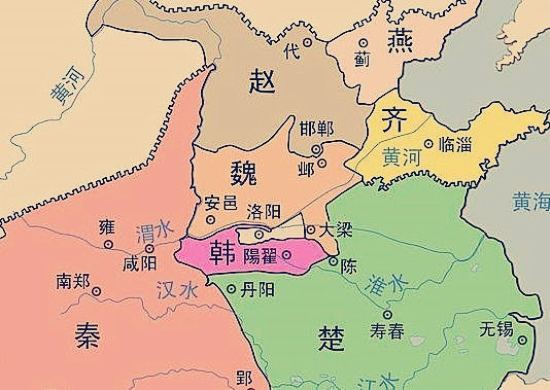 燕
代
蓟
赵
黄河
齐
邯郸
临淄
黄河
邺
魏
黄海
安邑
洛阳
大梁
雍
渭水
咸阳
韩
陽翟
陈
南郑
汉水
丹阳
淮水
秦
楚
寿春
无锡
郢
江水